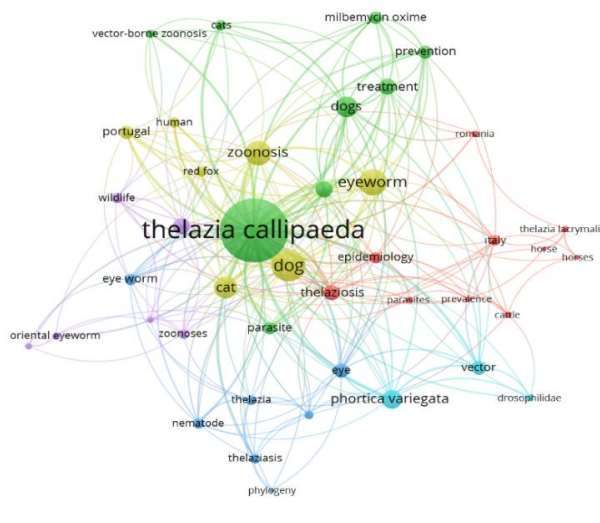 milbemycin oxime
cats
vector-borne zoonosis
prevention
treatment
dogs
human
portugal
romania
zoonosis
red fox
eyeworm
wildlife
thelazia callipaeda
thelazia lacrymali
italy
horse
horses
epidemiology
dog
eye worm
cat
thelaziosis
parasites
prevalence
cattle
parasite
zoonoses
oriental eyeworm
eye
vector
thelazia
phortica variegata
drosophilidae
nematode
thelaziasis
phylogeny